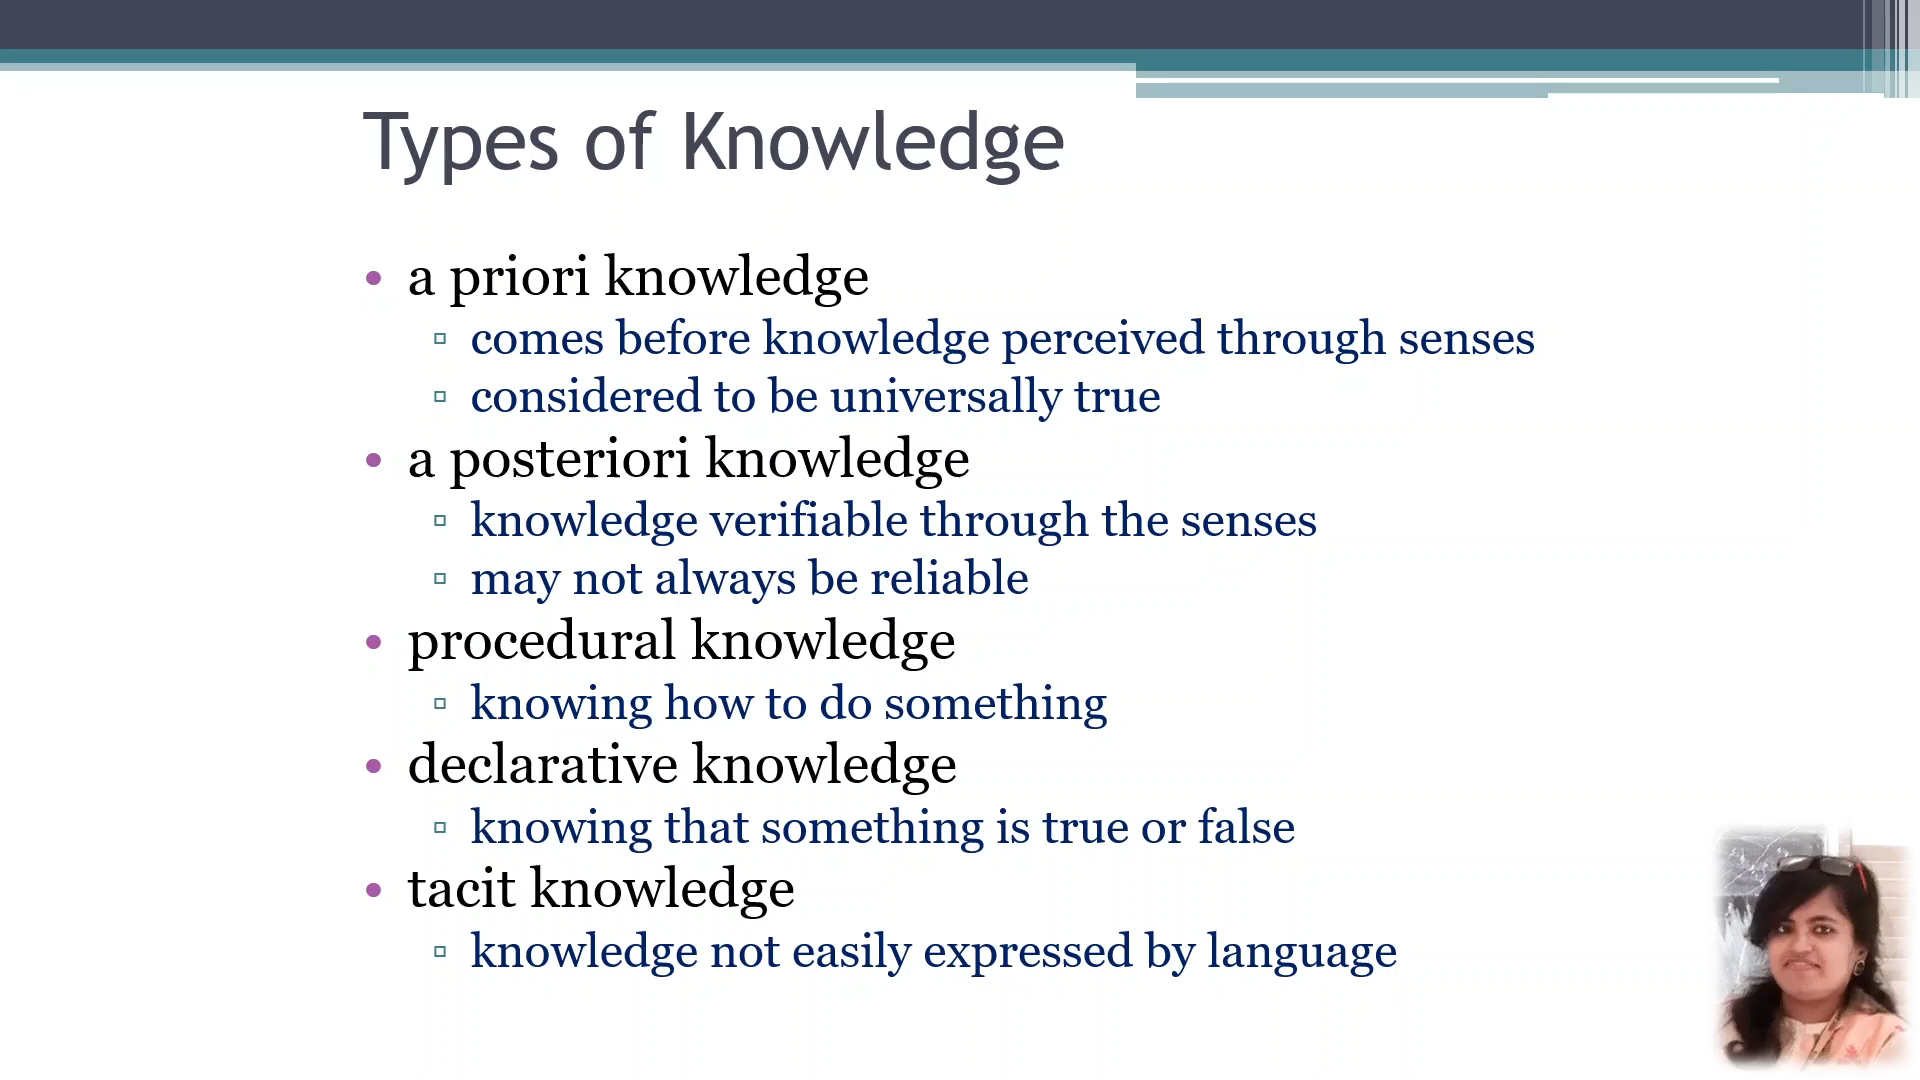 Types of Knowledge
• a priori knowledge
▫ comes before knowledge perceived through senses
▫ considered to be universally true
• a posteriori knowledge
▫ knowledge verifiable through the senses
▫ may not always be reliable
• procedural knowledge
▫ knowing how to do something
• declarative knowledge
▫ knowing that something is true or false
• tacit knowledge
▫ knowledge not easily expressed by language